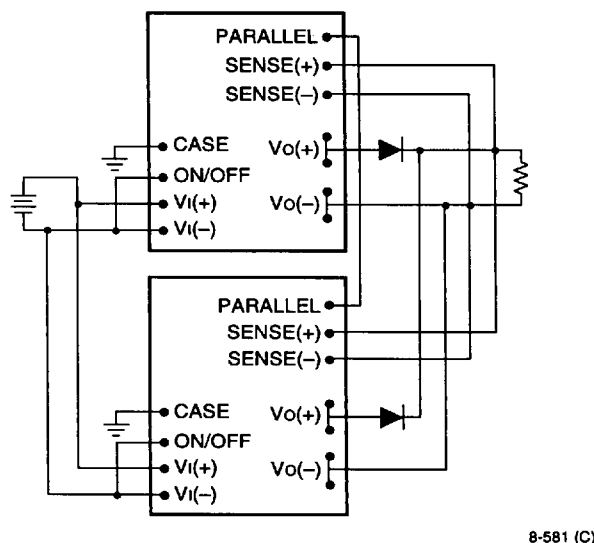 PARALLEL
SENSE(+)
SENSE(–)
CASE
VO(+)
ON/OFF
VI(+)
VO(–)
VI(–)
PARALLEL
SENSE(+)
SENSE(–)
CASE
VO(+)
ON/OFF
VI(+)
VO(–)
VI(–)
8-581 (C)